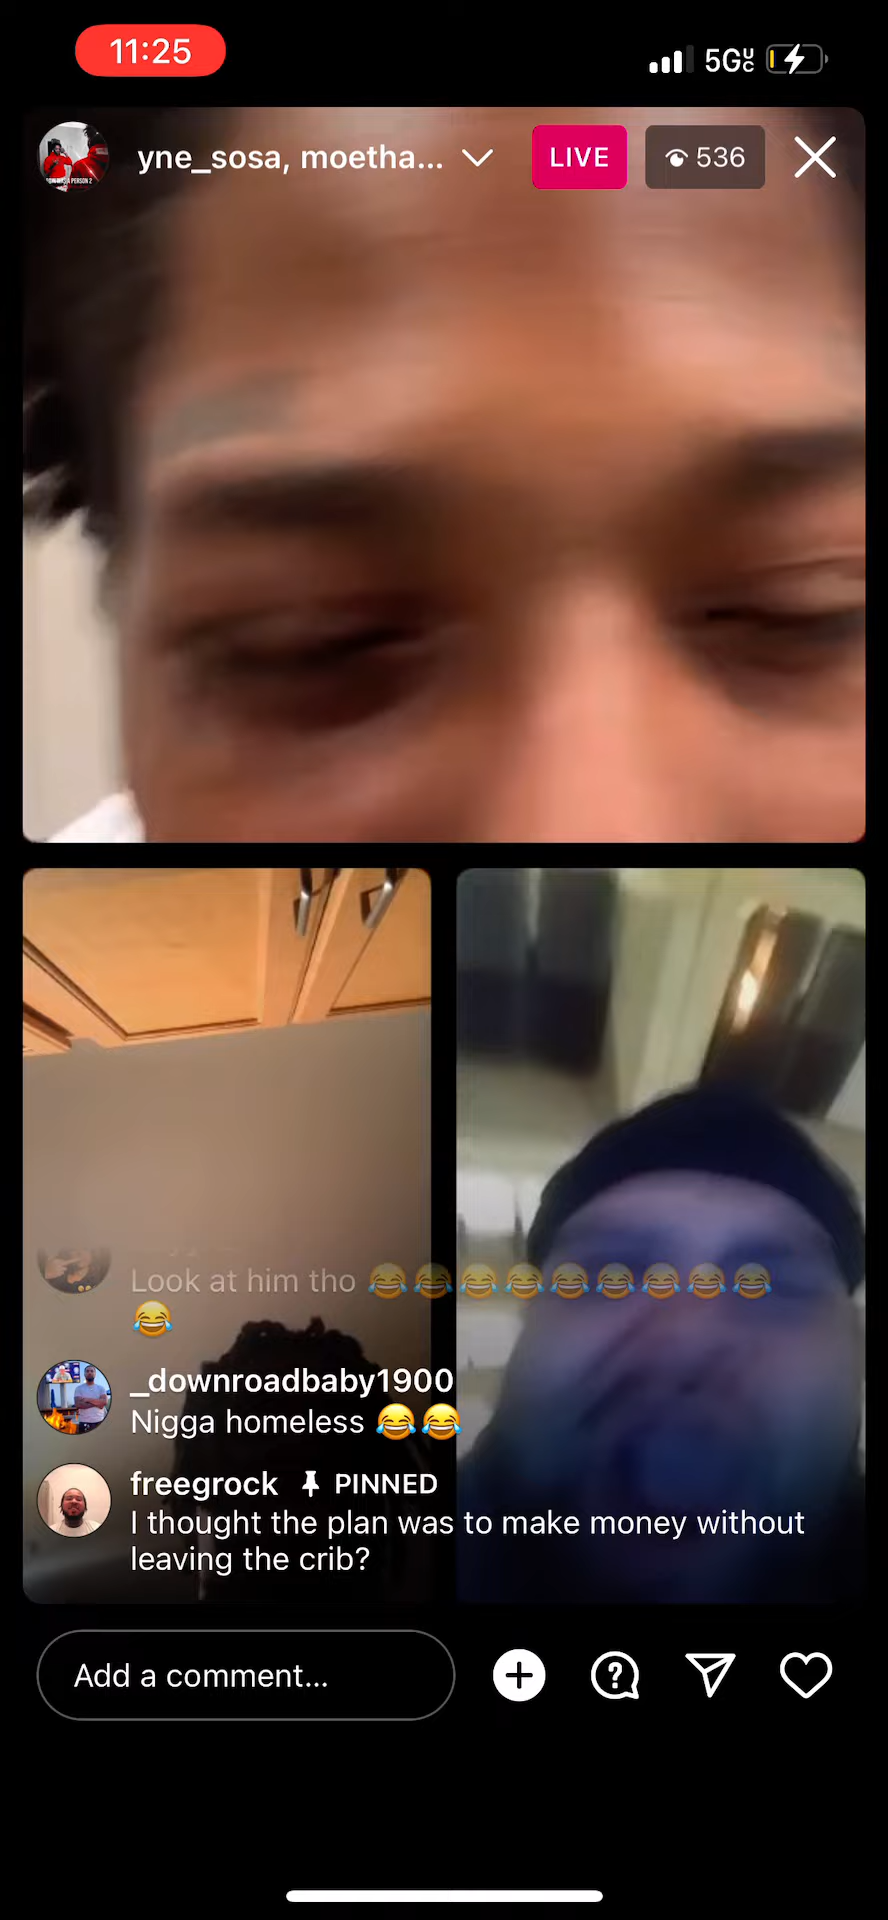 11:25
5G UC
yne_sosa, moetha...
LIVE
536
Look at him tho 😂😂😂😂😂😂😂😂😂
😂
_downroadbaby1900
Nigga homeless 😂😂
freegrock PINNED
I thought the plan was to make money without
leaving the crib?
Add a comment...